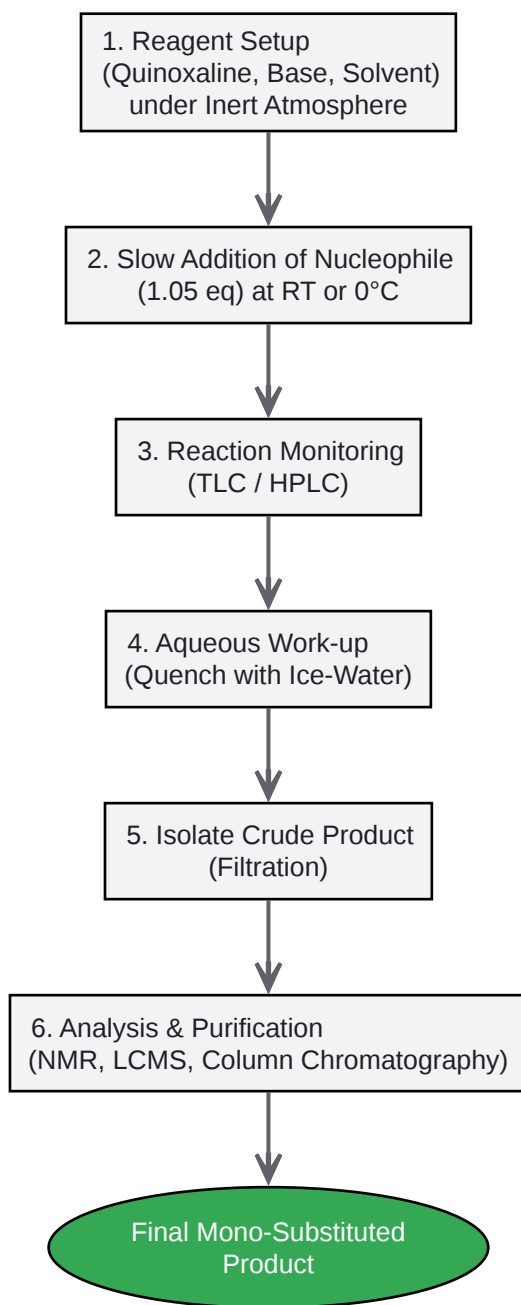 1. Reagent Setup
(Quinoxaline, Base, Solvent)
under Inert Atmosphere
2. Slow Addition of Nucleophile
(1.05 eq) at RT or 0°C
3. Reaction Monitoring
(TLC / HPLC)
4. Aqueous Work-up
(Quench with Ice-Water)
5. Isolate Crude Product
(Filtration)
6. Analysis & Purification
(NMR, LCMS, Column Chromatography)
Final Mono-Substituted
Product